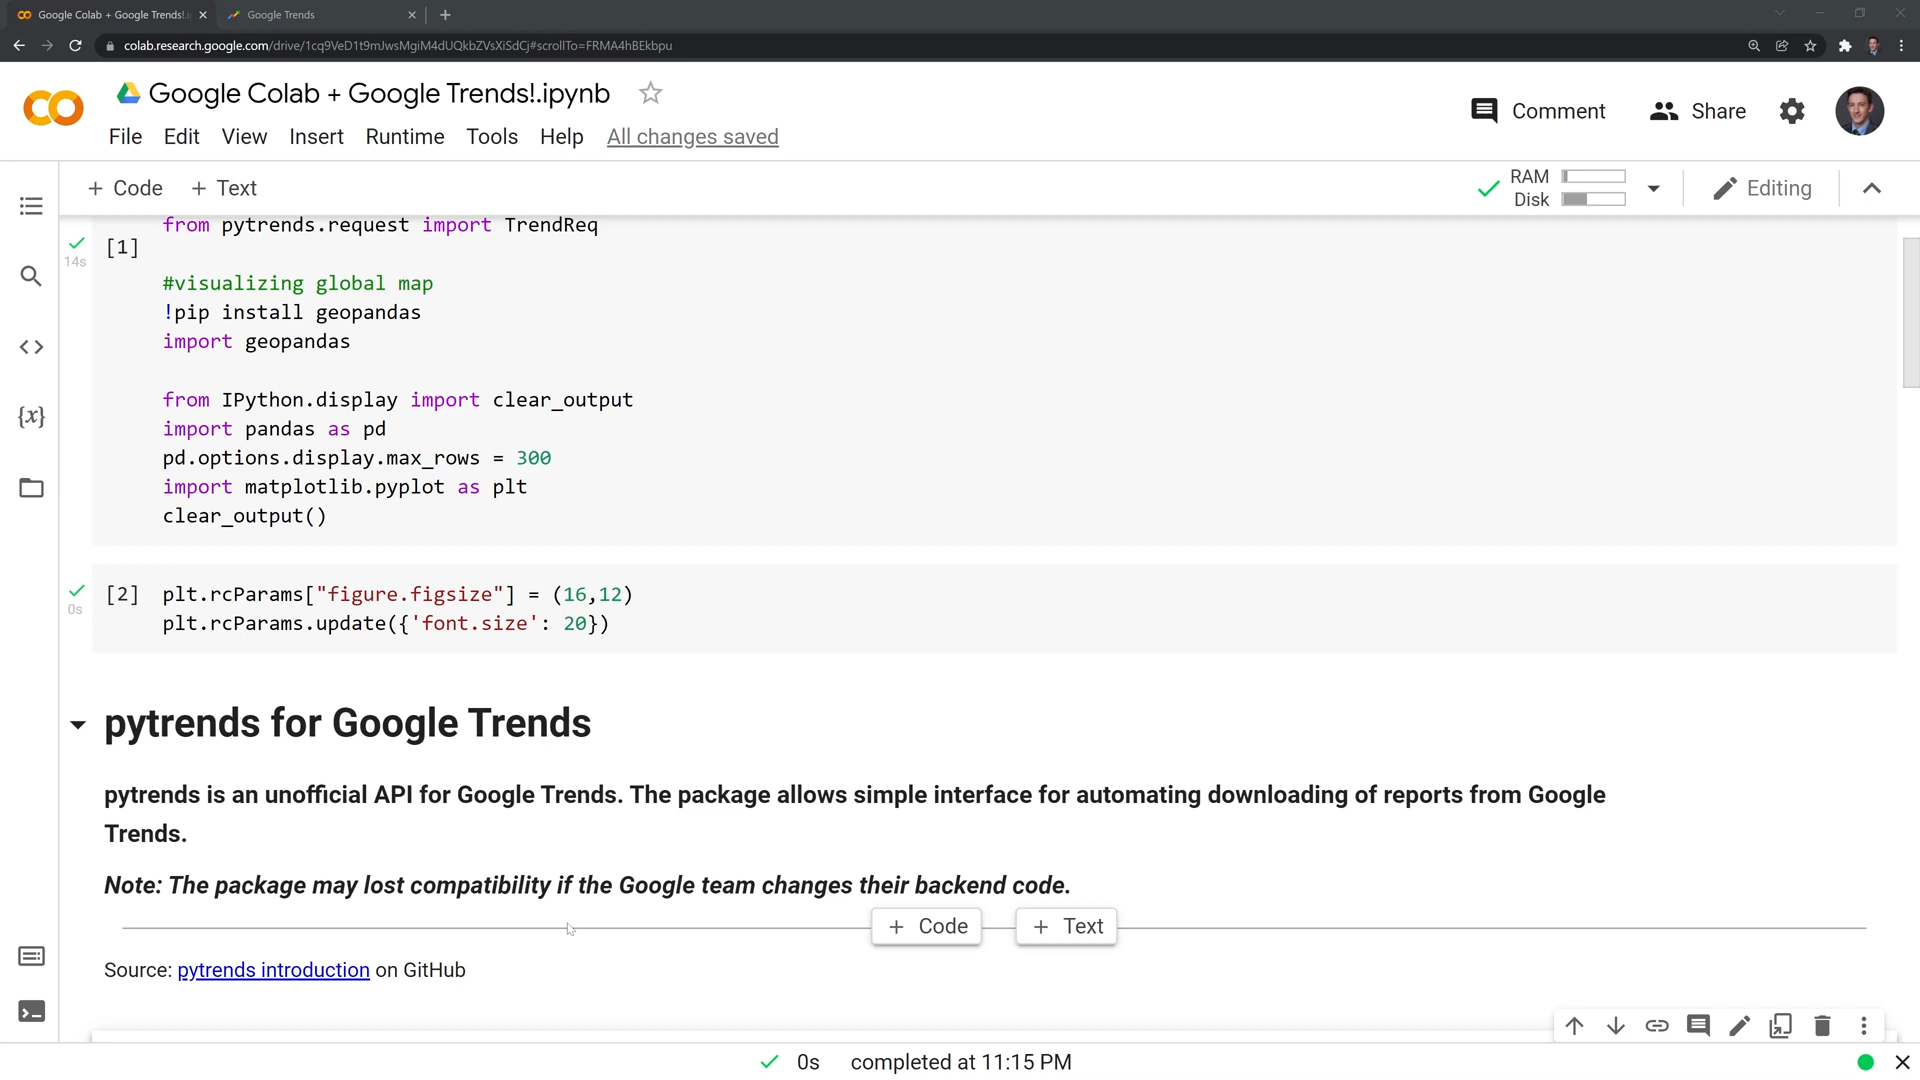 Google Colab + Google Trends!.i
Google Trends
colab.research.google.com/drive/1cq9VeD1t9mJwsMgiM4dUQkbZVsXiSdCj#scrollTo=FRMA4hBEkbpu
Google Colab + Google Trends!.ipynb
Comment
Share
File Edit View Insert Runtime Tools Help All changes saved
+ Code + Text
RAM
Disk
Editing
from pytrends.request import TrendReq
[1]
14s
#visualizing global map
!pip install geopandas
import geopandas
{x}
from IPython.display import clear_output
import pandas as pd
pd.options.display.max_rows = 300
import matplotlib.pyplot as plt
clear_output()
[2] plt.rcParams["figure.figsize"] = (16,12)
0s
plt.rcParams.update({'font.size': 20})
pytrends for Google Trends
pytrends is an unofficial API for Google Trends. The package allows simple interface for automating downloading of reports from Google
Trends.
Note: The package may lost compatibility if the Google team changes their backend code.
+ Code + Text
Source: pytrends introduction on GitHub
0s completed at 11:15 PM